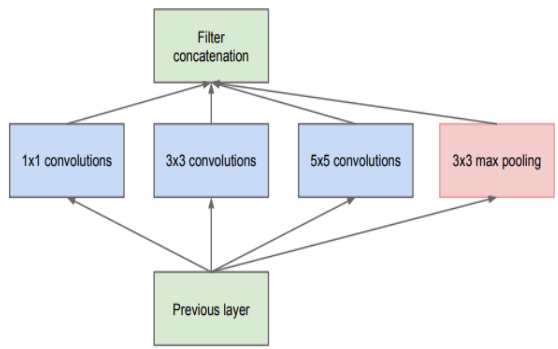 Filter
concatenation
1x1 convolutions
3x3 convolutions
5x5 convolutions
3x3 max pooling
Previous layer